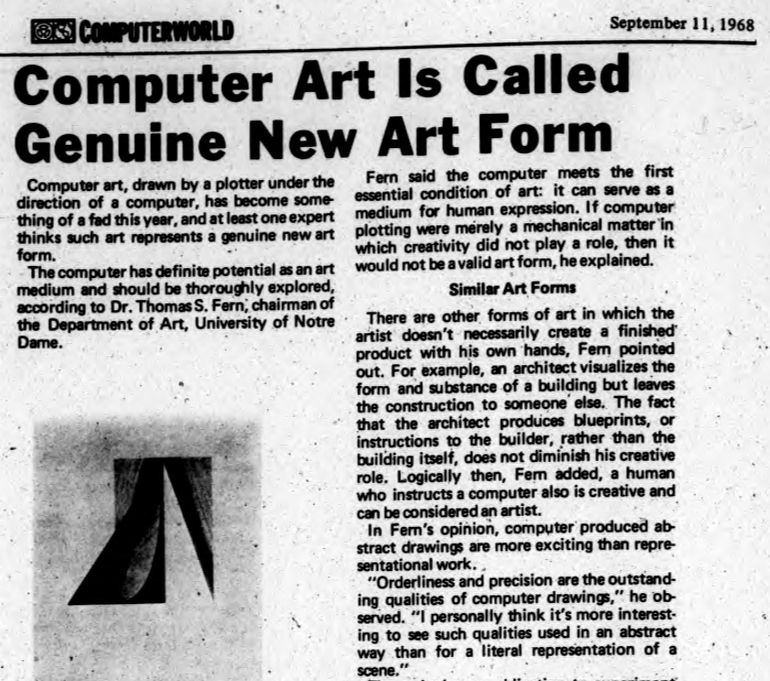 COMPUTERWORLD
September 11, 1968
Computer Art Is Called
Genuine New Art Form
Computer art, drawn by a plotter under the
direction of a computer, has become some-
thing of a fad this year, and at least one expert
thinks such art represents a genuine new art
form.
The computer has definite potential as an art
medium and should be thoroughly explored,
according to Dr. Thomas S. Fern, chairman of
the Department of Art, University of Notre
Dame.
Fern said the computer meets the first
essential condition of art: it can serve as a
medium for human expression. If computer
plotting were merely a mechanical matter in
which creativity did not play a role, then it
would not be a valid art form, he explained.
Similar Art Forms
There are other forms of art in which the
artist doesn't necessarily create a finished
product with his own hands, Fern pointed
out. For example, an architect visualizes the
form and substance of a building but leaves
the construction to someone else. The fact
that the architect produces blueprints, or
instructions to the builder, rather than the
building itself, does not diminish his creative
role. Logically then, Fern added, a human
who instructs a computer also is creative and
can be considered an artist.
In Fern's opinion, computer produced ab-
stract drawings are more exciting than repre-
sentational work.
"Orderliness and precision are the outstand-
ing qualities of computer drawings," he ob-
served. "I personally think it's more interest-
ing to see such qualities used in an abstract
way than for a literal representation of a
scene."